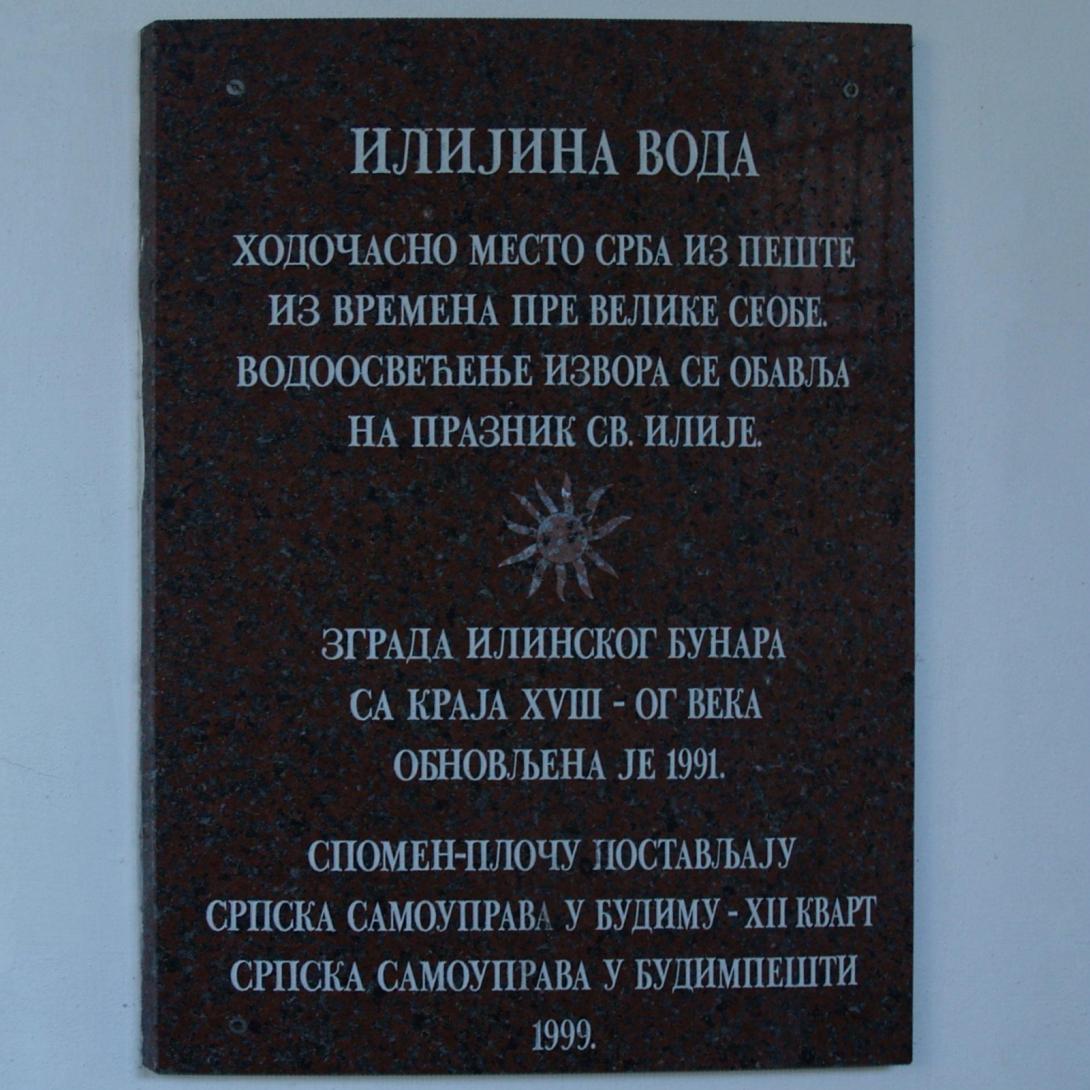 ИЛИЈИНА ВОДА
ХОДОЧАСНО МЕСТО СРБА ИЗ ПЕШТЕ
ИЗ ВРЕМЕНА ПРЕ ВЕЛИКЕ СЕОБЕ.
ВОДООСВЕЋЕЊЕ ИЗВОРА СЕ ОБАВЉА
НА ПРАЗНИК СВ. ИЛИЈЕ.
ЗГРАДА ИЛИНСКОГ БУНАРА
СА КРАЈА XVIII - ОГ ВЕКА
ОБНОВЉЕНА ЈЕ 1991.
СПОМЕН-ПЛОЧУ ПОСТАВЉАЈУ
СРПСКА САМОУПРАВА У БУДИМУ - XII КВАРТ
СРПСКА САМОУПРАВА У БУДИМПЕШТИ
1999.